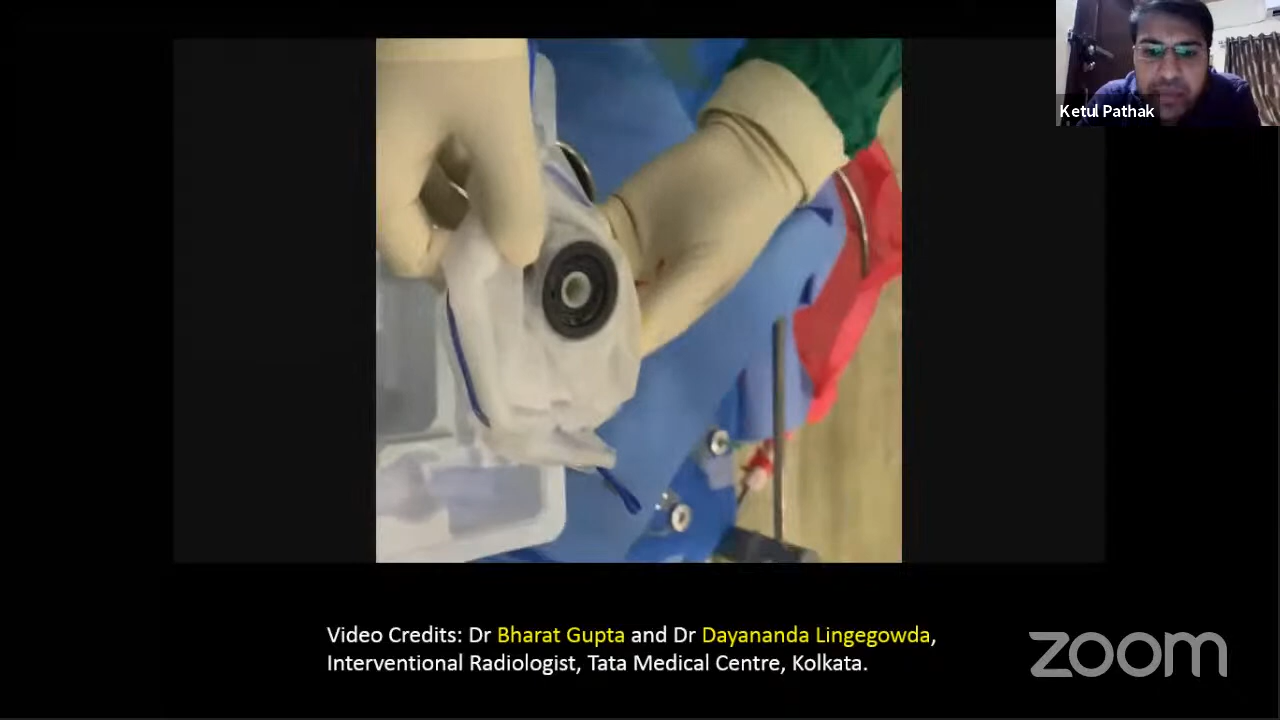 Ketul Pathak
Video Credits: Dr Bharat Gupta and Dr Dayananda Lingegowda,
Interventional Radiologist, Tata Medical Centre, Kolkata.
zoom